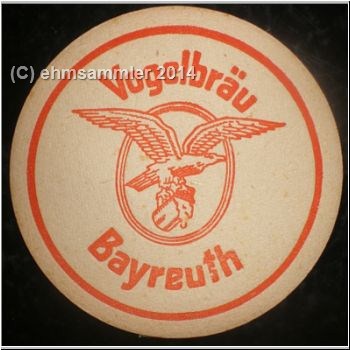 (C) ehmsammler 2014
Vogelbräu
Bayreuth